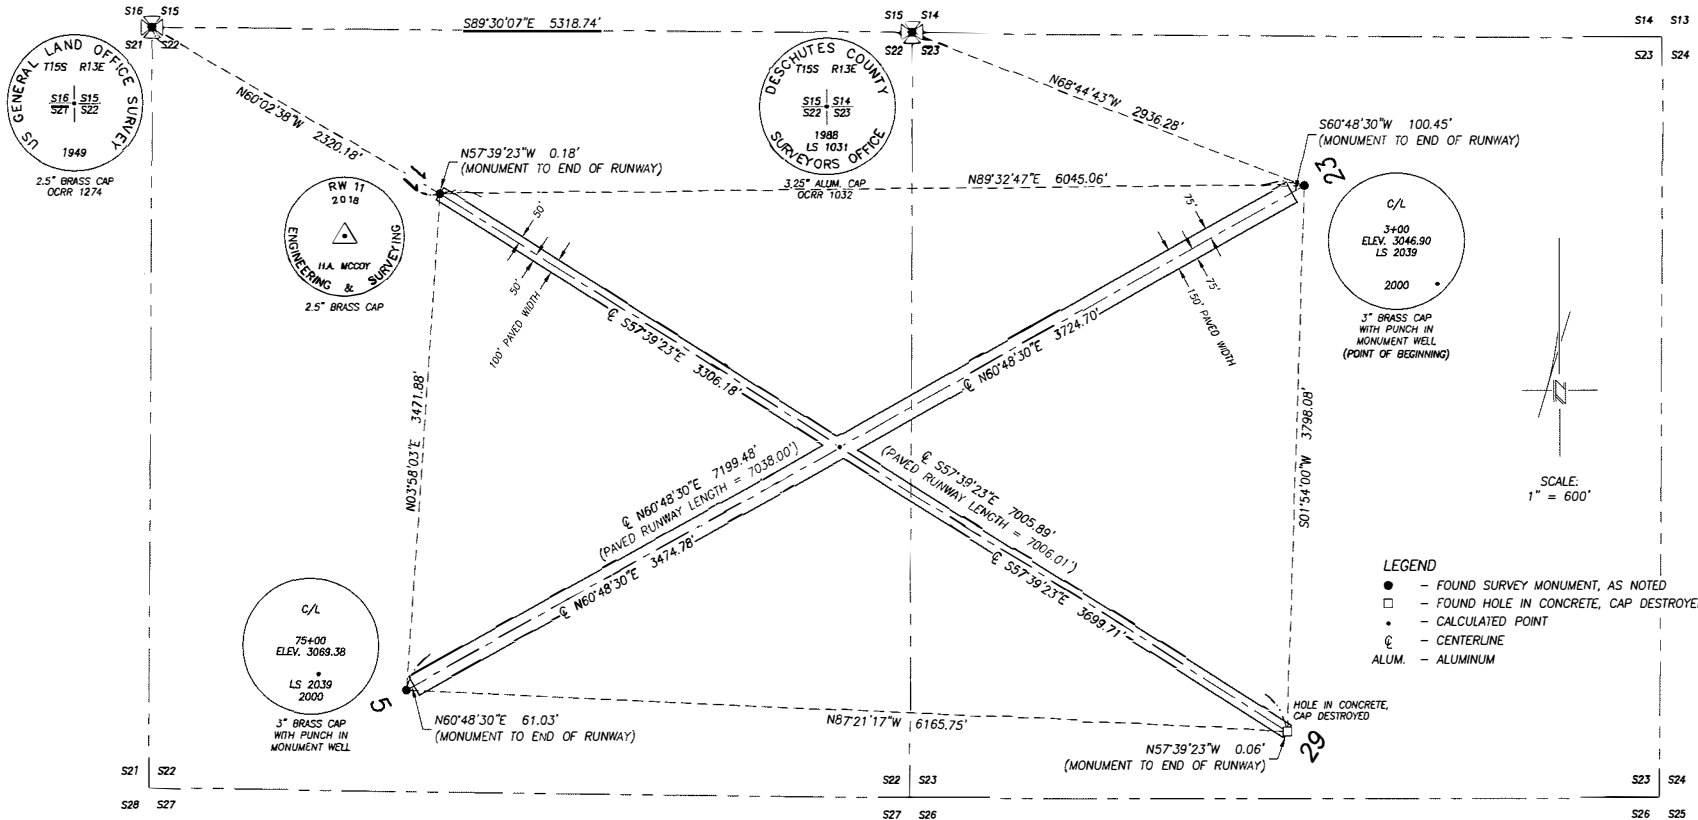 S16 S15
S21 S22
S89°30'07"E 5318.74'
S15 S14
S22 S23
S14 S13
S23 S24
US GENERAL LAND OFFICE SURVEY
T15S R13E
S16 S15
S21 S22
1949
2.5" BRASS CAP
OCRR 1274
N60°02'38"W 2320.18'
DESCHUTES COUNTY
T15S R13E
S15 S14
S22 S23
1988
LS 1031
SURVEYORS OFFICE
3.25" ALUM. CAP
OCRR 1032
N68°44'43"W 2936.28'
S60°48'30"W 100.45'
(MONUMENT TO END OF RUNWAY)
N57°39'23"W 0.18'
(MONUMENT TO END OF RUNWAY)
11
23
N89°32'47"E 6045.06'
RW 11
2018
H.A. MCCOY
ENGINEERING & SURVEYING
2.5" BRASS CAP
C/L
3+00
ELEV. 3046.90
LS 2039
2000
3" BRASS CAP
WITH PUNCH IN
MONUMENT WELL
(POINT OF BEGINNING)
50'
50'
100' PAVED WIDTH
75'
75'
150' PAVED WIDTH
℄ S57°39'23"E 3306.18'
℄ N60°48'30"E 3724.70'
N03°58'03"E 3471.88'
S01°54'00"W 3798.08'
N
SCALE:
1" = 600'
℄ N60°48'30"E 7199.48'
(PAVED RUNWAY LENGTH = 7038.00')
℄ N60°48'30"E 3474.78'
℄ S57°39'23"E 7005.89'
(PAVED RUNWAY LENGTH = 7006.01')
℄ S57°39'23"E 3699.71'
LEGEND
● – FOUND SURVEY MONUMENT, AS NOTED
□ – FOUND HOLE IN CONCRETE, CAP DESTROYE
• – CALCULATED POINT
℄ – CENTERLINE
ALUM. – ALUMINUM
C/L
75+00
ELEV. 3069.38
LS 2039
2000
3" BRASS CAP
WITH PUNCH IN
MONUMENT WELL
5
N60°48'30"E 61.03'
(MONUMENT TO END OF RUNWAY)
N87°21'17"W 6165.75'
HOLE IN CONCRETE,
CAP DESTROYED
29
N57°39'23"W 0.06'
(MONUMENT TO END OF RUNWAY)
S21 S22
S28 S27
S22 S23
S27 S26
S23 S24
S26 S25